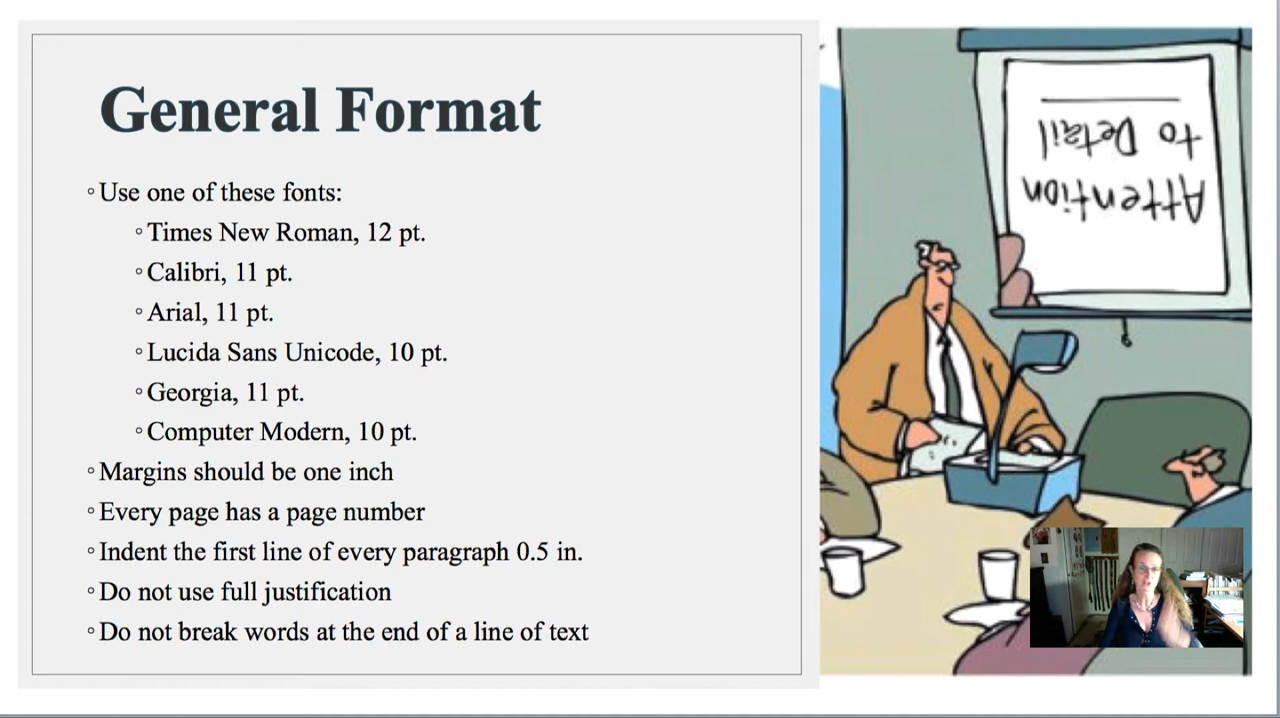 General Format
◦Use one of these fonts:
◦Times New Roman, 12 pt.
◦Calibri, 11 pt.
◦Arial, 11 pt.
◦Lucida Sans Unicode, 10 pt.
◦Georgia, 11 pt.
◦Computer Modern, 10 pt.
◦Margins should be one inch
◦Every page has a page number
◦Indent the first line of every paragraph 0.5 in.
◦Do not use full justification
◦Do not break words at the end of a line of text
Attention
to Detail